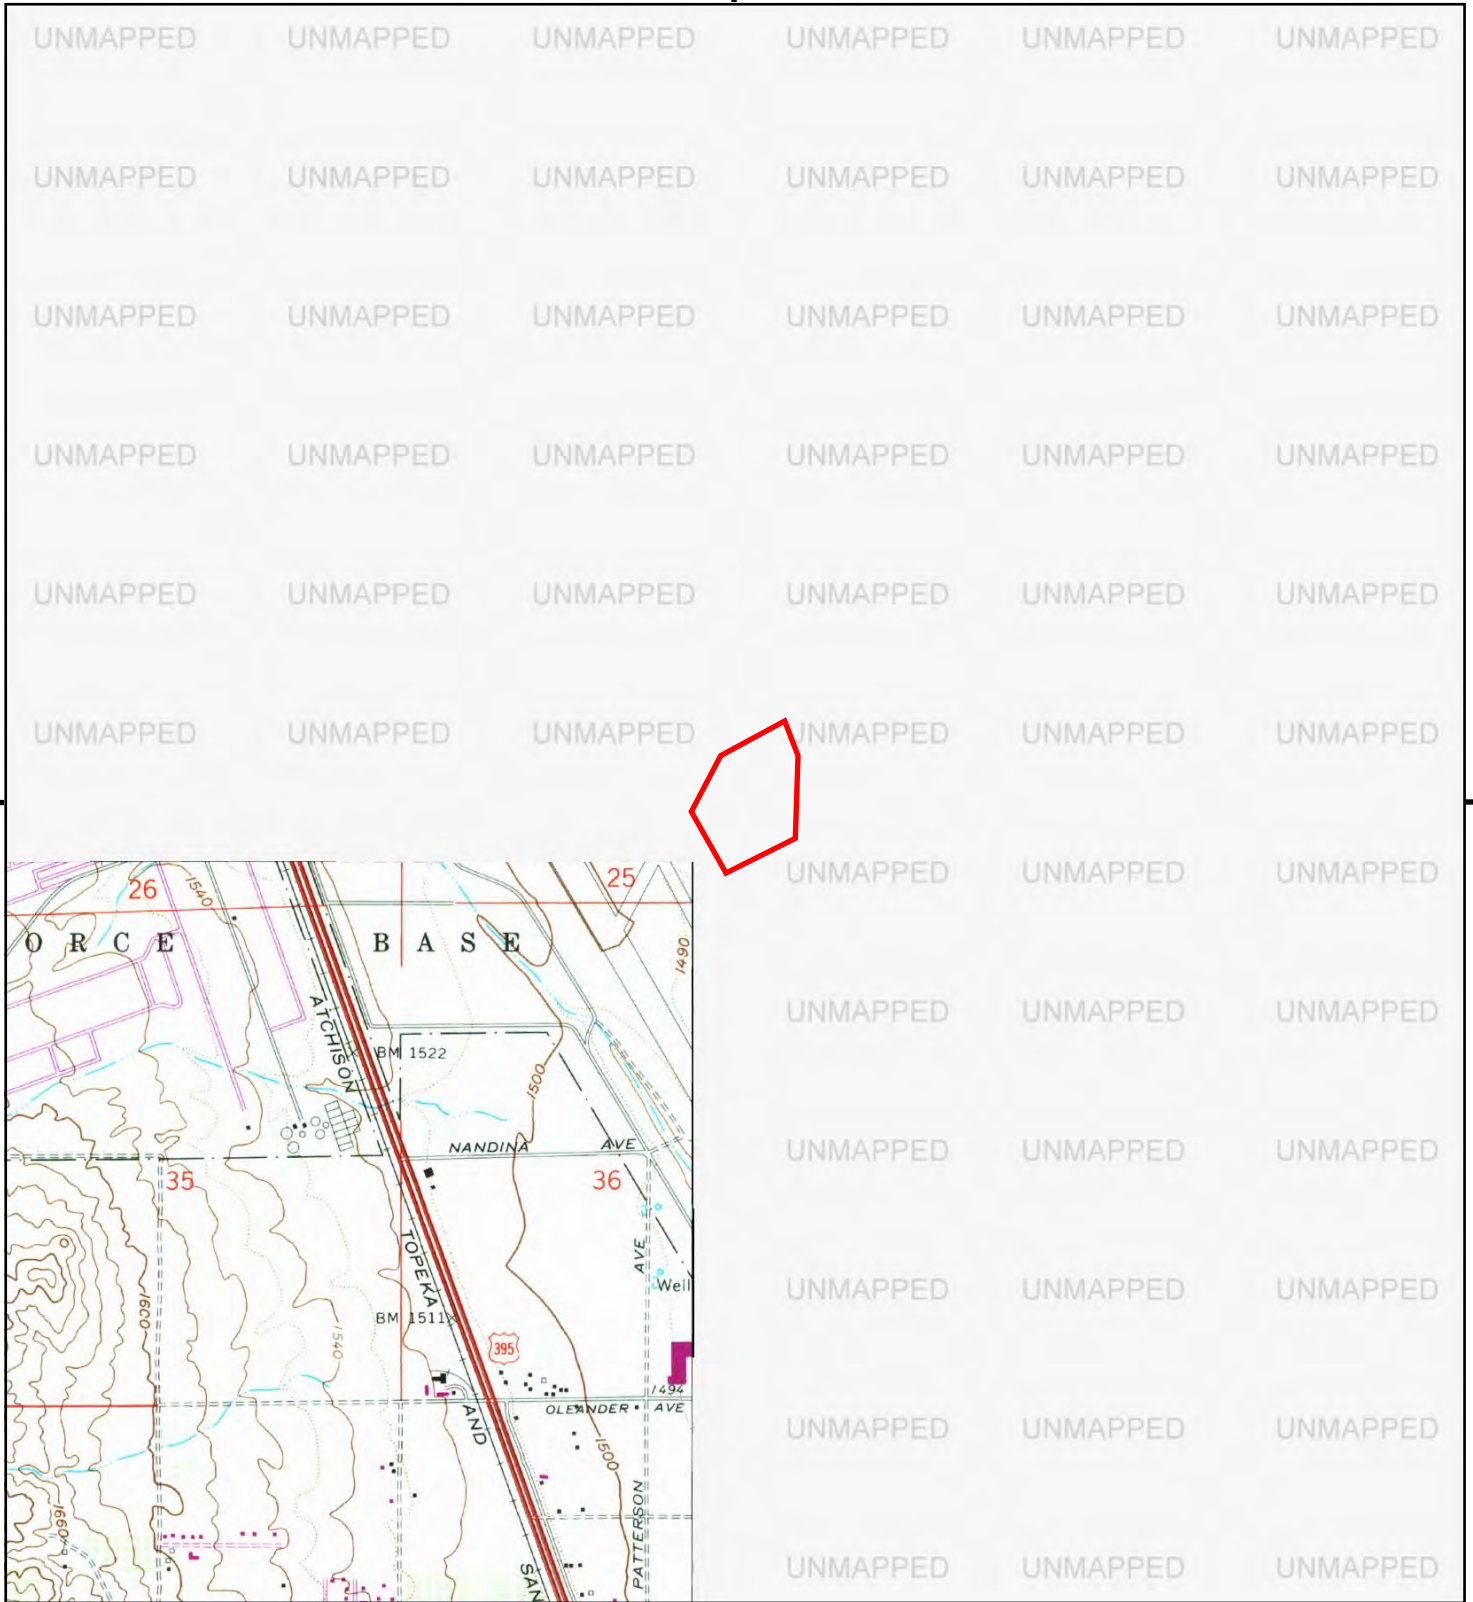 UNMAPPED UNMAPPED UNMAPPED UNMAPPED UNMAPPED UNMAPPED
UNMAPPED UNMAPPED UNMAPPED UNMAPPED UNMAPPED UNMAPPED
UNMAPPED UNMAPPED UNMAPPED UNMAPPED UNMAPPED UNMAPPED
UNMAPPED UNMAPPED UNMAPPED UNMAPPED UNMAPPED UNMAPPED
UNMAPPED UNMAPPED UNMAPPED UNMAPPED UNMAPPED UNMAPPED
UNMAPPED UNMAPPED UNMAPPED UNMAPPED UNMAPPED UNMAPPED
UNMAPPED UNMAPPED UNMAPPED
26
1540
25
ORCE BASE
1490
UNMAPPED UNMAPPED UNMAPPED
ATCHISON
BM 1522
1500
NANDINA AVE
UNMAPPED UNMAPPED UNMAPPED
35
36
TOPEKA
AVE
Well
UNMAPPED UNMAPPED UNMAPPED
1600
1540
BM 1511
395
1494
OLEANDER AVE
AND
UNMAPPED UNMAPPED UNMAPPED
1500
1660
PATTERSON
SAN
UNMAPPED UNMAPPED UNMAPPED